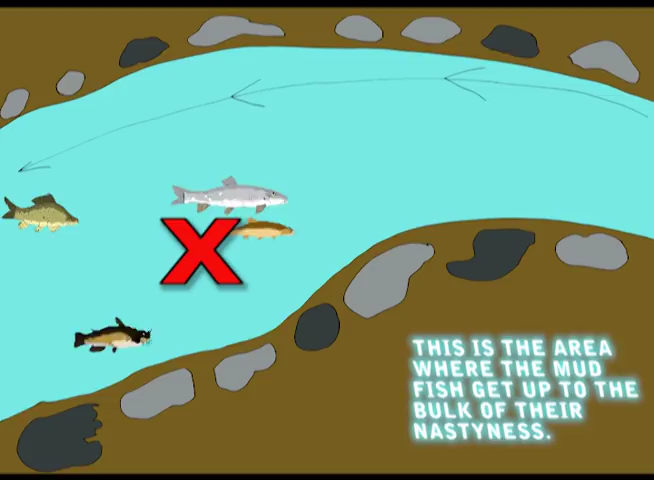 X
THIS IS THE AREA
WHERE THE MUD
FISH GET UP TO THE
BULK OF THEIR
NASTYNESS.